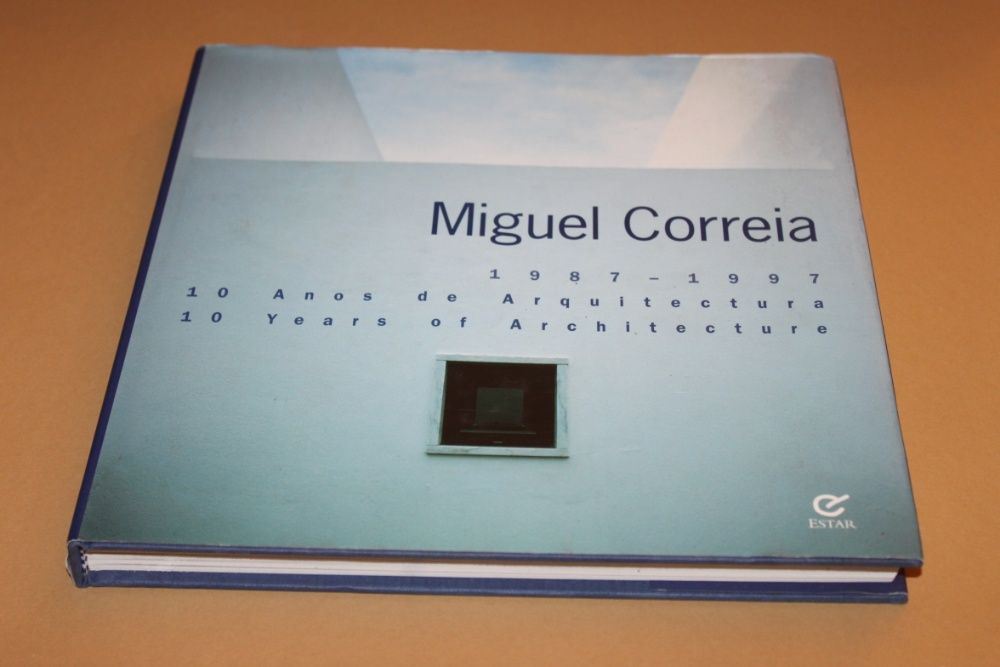 Miguel Correia
1987–1997
10 Anos de Arquitectura
10 Years of Architecture
ESTAR